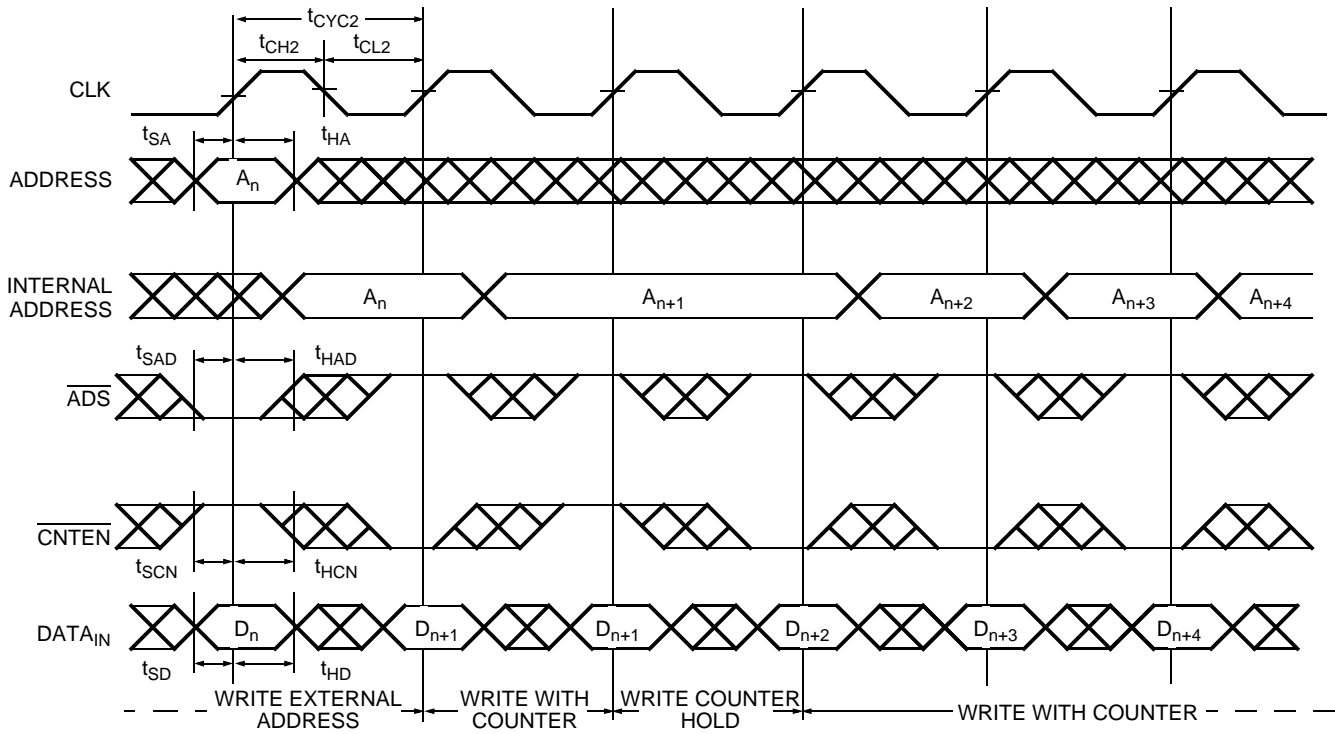 tCYC2
tCH2 tCL2
CLK
tSA tHA
ADDRESS An
INTERNAL
ADDRESS
An An+1 An+2 An+3 An+4
tSAD tHAD
ADS
CNTEN
tSCN tHCN
DATAIN Dn Dn+1 Dn+1 Dn+2 Dn+3 Dn+4
tSD tHD
WRITE EXTERNAL
ADDRESS
WRITE WITH
COUNTER
WRITE COUNTER
HOLD
WRITE WITH COUNTER